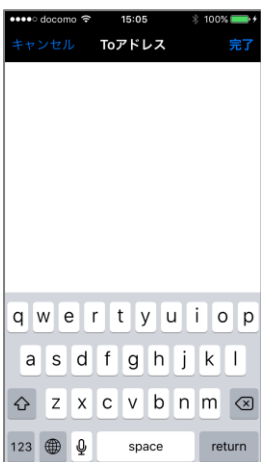 docomo 15:05 100%
キャンセル Toアドレス 完了
q w e r t y u i o p
a s d f g h j k l
z x c v b n m
123 space return